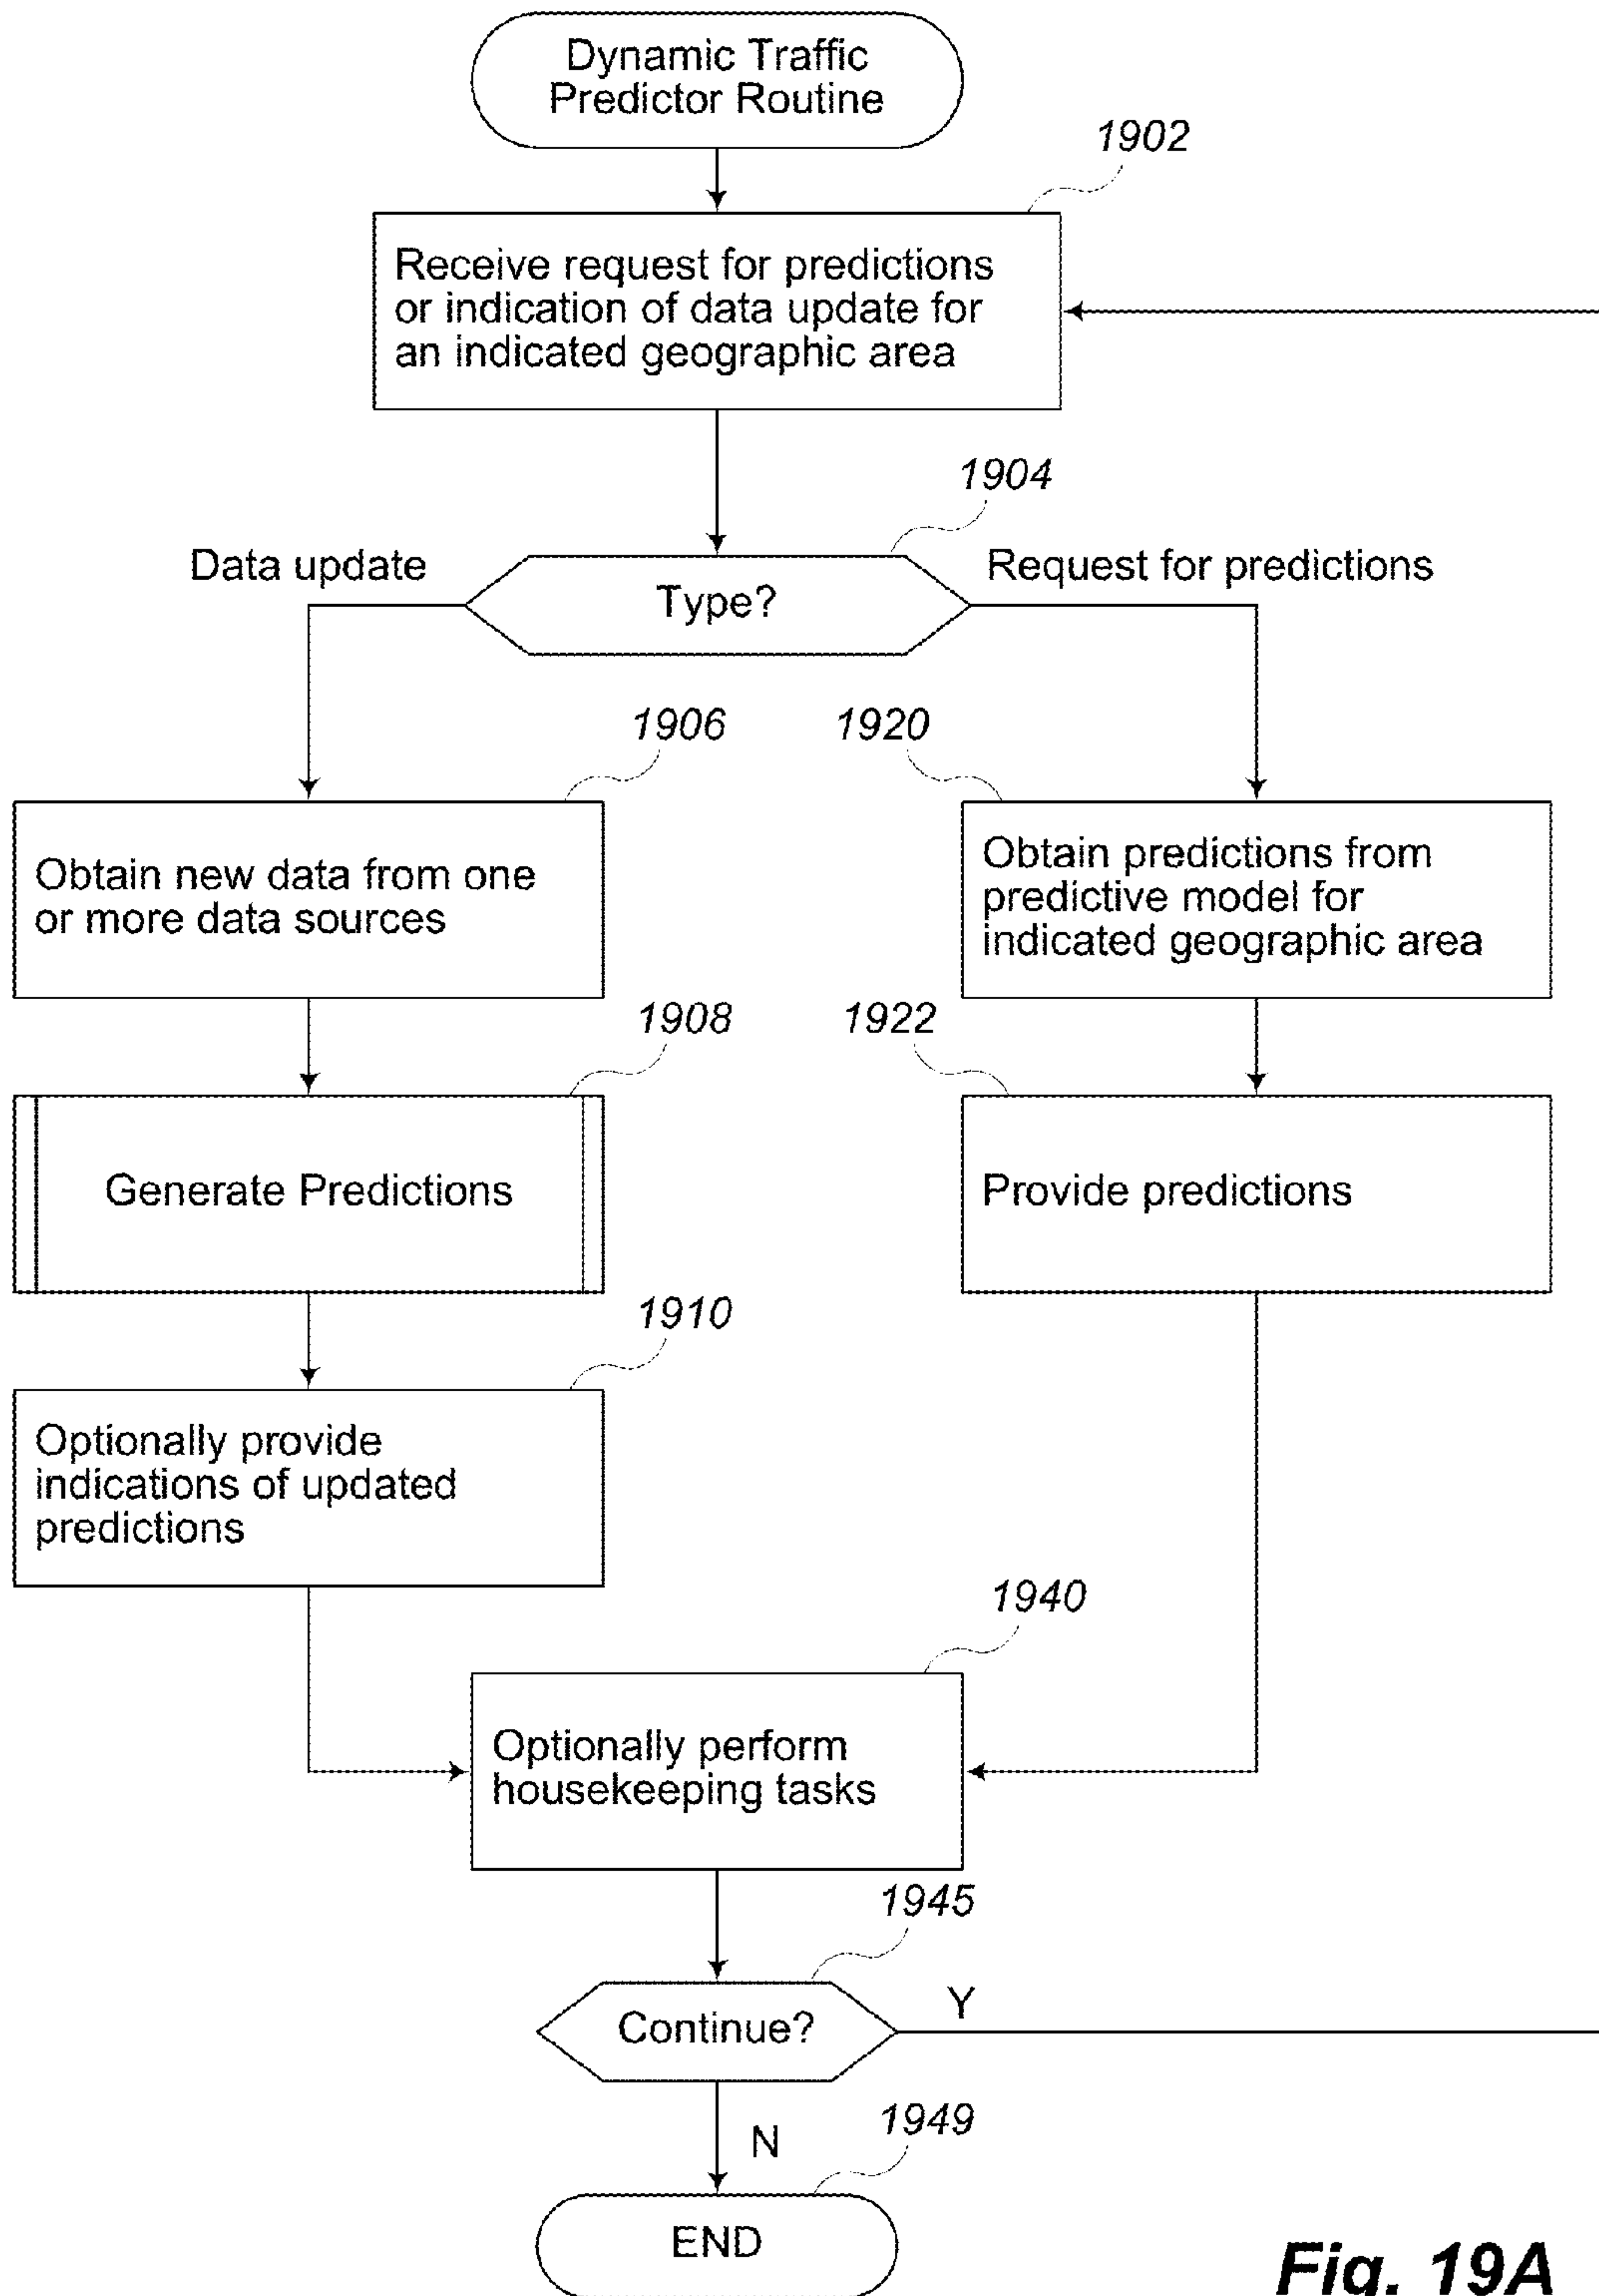 Dynamic Traffic
Predictor Routine
1902
Receive request for predictions
or indication of data update for
an indicated geographic area
1904
Data update
Type?
Request for predictions
1906
1920
Obtain new data from one
or more data sources
Obtain predictions from
predictive model for
indicated geographic area
1908
1922
Generate Predictions
Provide predictions
1910
Optionally provide
indications of updated
predictions
1940
Optionally perform
housekeeping tasks
1945
Continue?
Y
N
1949
END
Fig. 19A